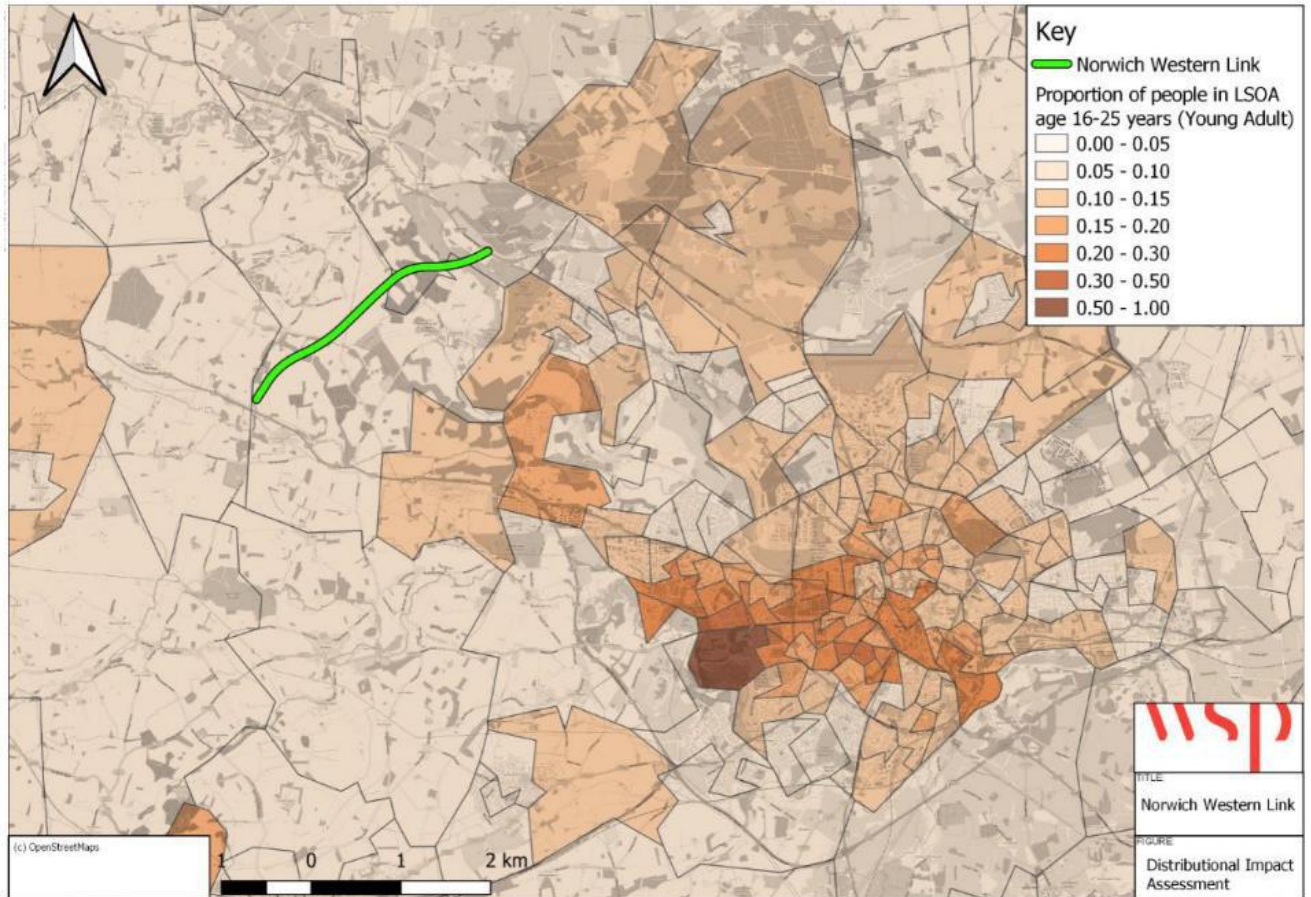 Key
Norwich Western Link
Proportion of people in LSOA
age 16-25 years (Young Adult)
0.00 - 0.05
0.05 - 0.10
0.10 - 0.15
0.15 - 0.20
0.20 - 0.30
0.30 - 0.50
0.50 - 1.00
wsp
TITLE:
Norwich Western Link
FIGURE:
Distributional Impact
Assessment
(c) OpenStreetMaps
1 0 1 2 km